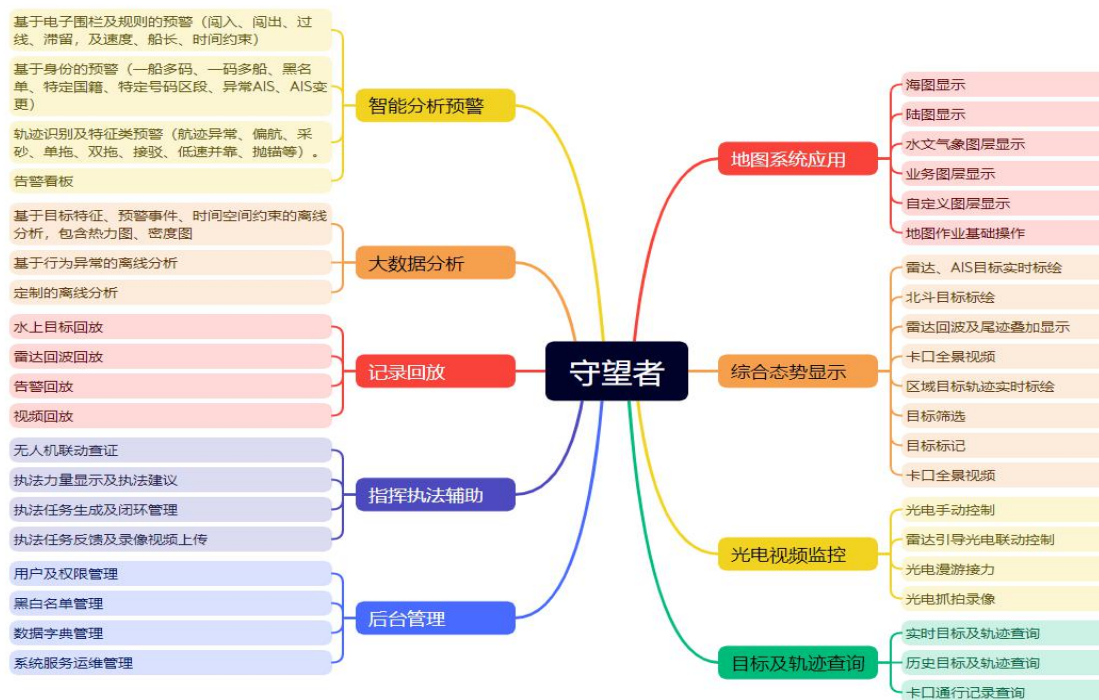 守望者
智能分析预警
基于电子围栏及规则的预警（闯入、闯出、过
线、滞留，及速度、船长、时间约束）
基于身份的预警（一船多码、一码多船、黑名
单、特定国籍、特定号码区段、异常AIS、AIS变
更）
轨迹识别及特征类预警（航迹异常、偏航、采
砂、单拖、双拖、接驳、低速并靠、抛锚等）。
告警看板
大数据分析
基于目标特征、预警事件、时间空间约束的离线
分析，包含热力图、密度图
基于行为异常的离线分析
定制的离线分析
记录回放
水上目标回放
雷达回波回放
告警回放
视频回放
指挥执法辅助
无人机联动查证
执法力量显示及执法建议
执法任务生成及闭环管理
执法任务反馈及录像视频上传
后台管理
用户及权限管理
黑白名单管理
数据字典管理
系统服务运维管理
地图系统应用
海图显示
陆图显示
水文气象图层显示
业务图层显示
自定义图层显示
地图作业基础操作
综合态势显示
雷达、AIS目标实时标绘
北斗目标标绘
雷达回波及尾迹叠加显示
卡口全景视频
区域目标轨迹实时标绘
目标筛选
目标标记
卡口全景视频
光电视频监控
光电手动控制
雷达引导光电联动控制
光电漫游接力
光电抓拍录像
目标及轨迹查询
实时目标及轨迹查询
历史目标及轨迹查询
卡口通行记录查询